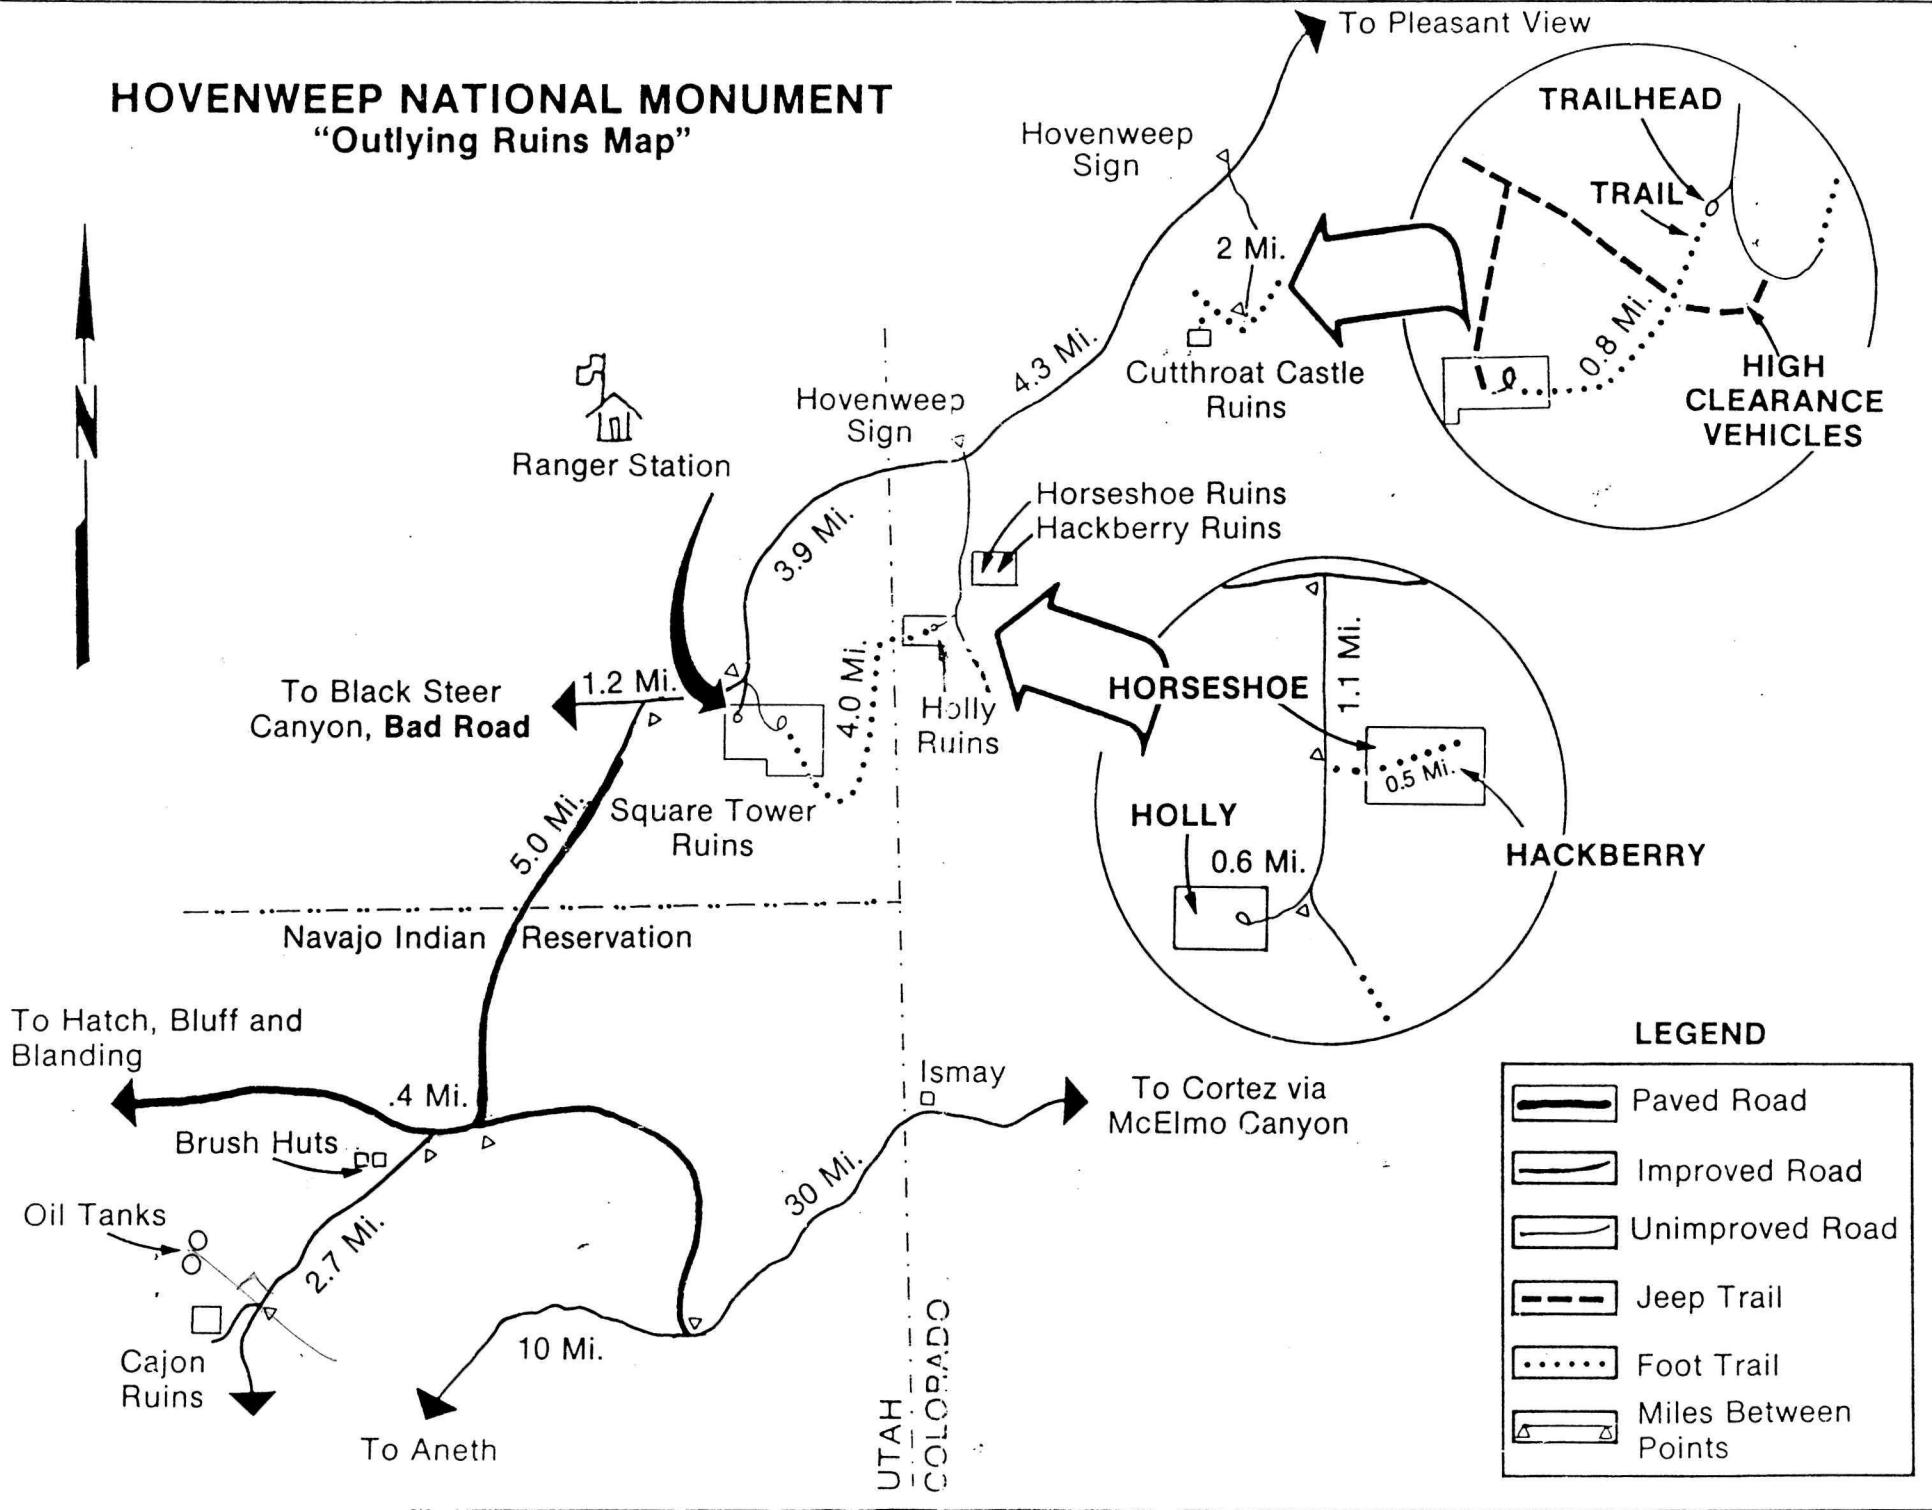 To Pleasant View
HOVENWEEP NATIONAL MONUMENT
“Outlying Ruins Map”
TRAILHEAD
TRAIL
0.8 Mi.
HIGH
CLEARANCE
VEHICLES
Hovenweep
Sign
2 Mi.
Cutthroat Castle
Ruins
4.3 Mi.
N
Hovenweep
Sign
Ranger Station
3.9 Mi.
Horseshoe Ruins
Hackberry Ruins
To Black Steer
Canyon, Bad Road
1.2 Mi.
4.0 Mi.
Holly
Ruins
HORSESHOE
1.1 Mi.
0.5 Mi.
HOLLY
0.6 Mi.
HACKBERRY
Square Tower
Ruins
5.0 Mi.
Navajo Indian Reservation
To Hatch, Bluff and
Blanding
.4 Mi.
Brush Huts
Oil Tanks
2.7 Mi.
Cajon
Ruins
10 Mi.
To Aneth
30 Mi.
Ismay
To Cortez via
McElmo Canyon
UTAH
COLORADO
LEGEND
Paved Road
Improved Road
Unimproved Road
Jeep Trail
Foot Trail
Miles Between
Points